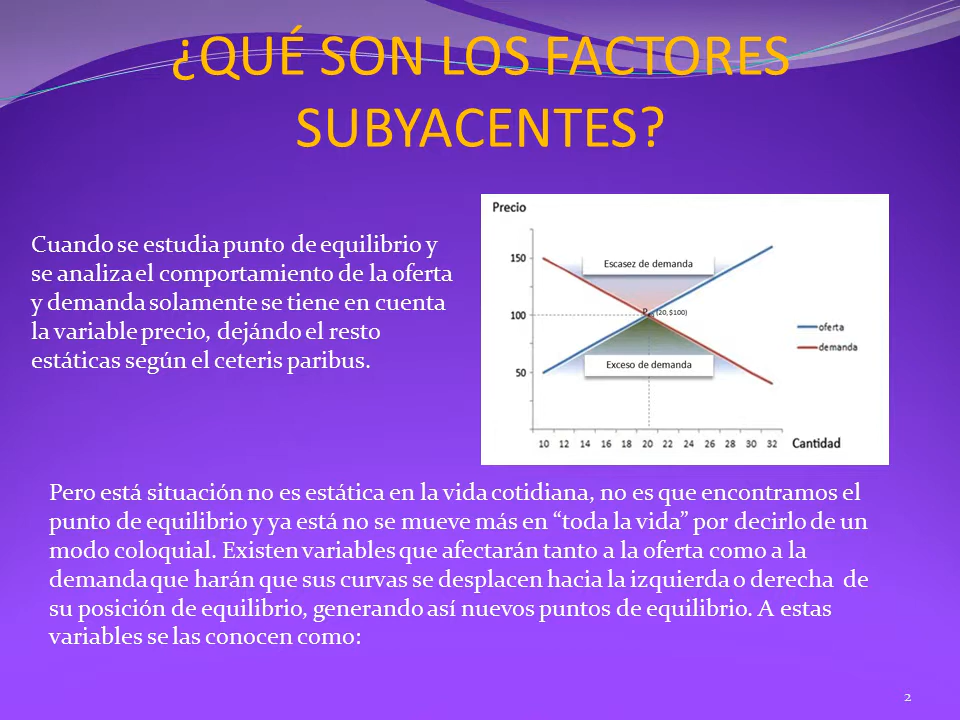 ¿QUÉ SON LOS FACTORES
SUBYACENTES?
Cuando se estudia punto de equilibrio y
se analiza el comportamiento de la oferta
y demanda solamente se tiene en cuenta
la variable precio, dejándo el resto
estáticas según el ceteris paribus.
Precio
150
Escasez de demanda
100
(20,$100)
oferta
demanda
Exceso de demanda
50
10 12 14 16 18 20 22 24 26 28 30 32
Cantidad
Pero está situación no es estática en la vida cotidiana, no es que encontramos el
punto de equilibrio y ya está no se mueve más en “toda la vida” por decirlo de un
modo coloquial. Existen variables que afectarán tanto a la oferta como a la
demanda que harán que sus curvas se desplacen hacia la izquierda o derecha de
su posición de equilibrio, generando así nuevos puntos de equilibrio. A estas
variables se las conocen como:
2